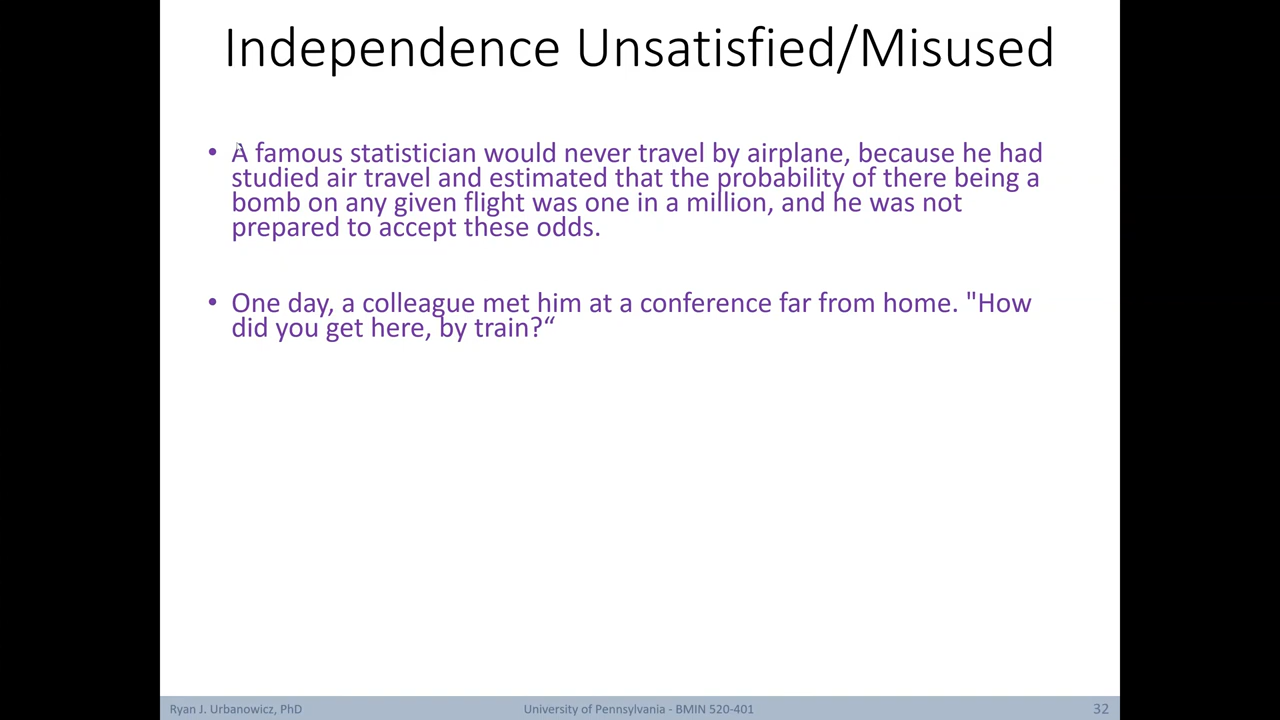 Independence Unsatisfied/Misused
• A famous statistician would never travel by airplane, because he had
studied air travel and estimated that the probability of there being a
bomb on any given flight was one in a million, and he was not
prepared to accept these odds.
• One day, a colleague met him at a conference far from home. "How
did you get here, by train?“
Ryan J. Urbanowicz, PhD
University of Pennsylvania - BMIN 520-401
32